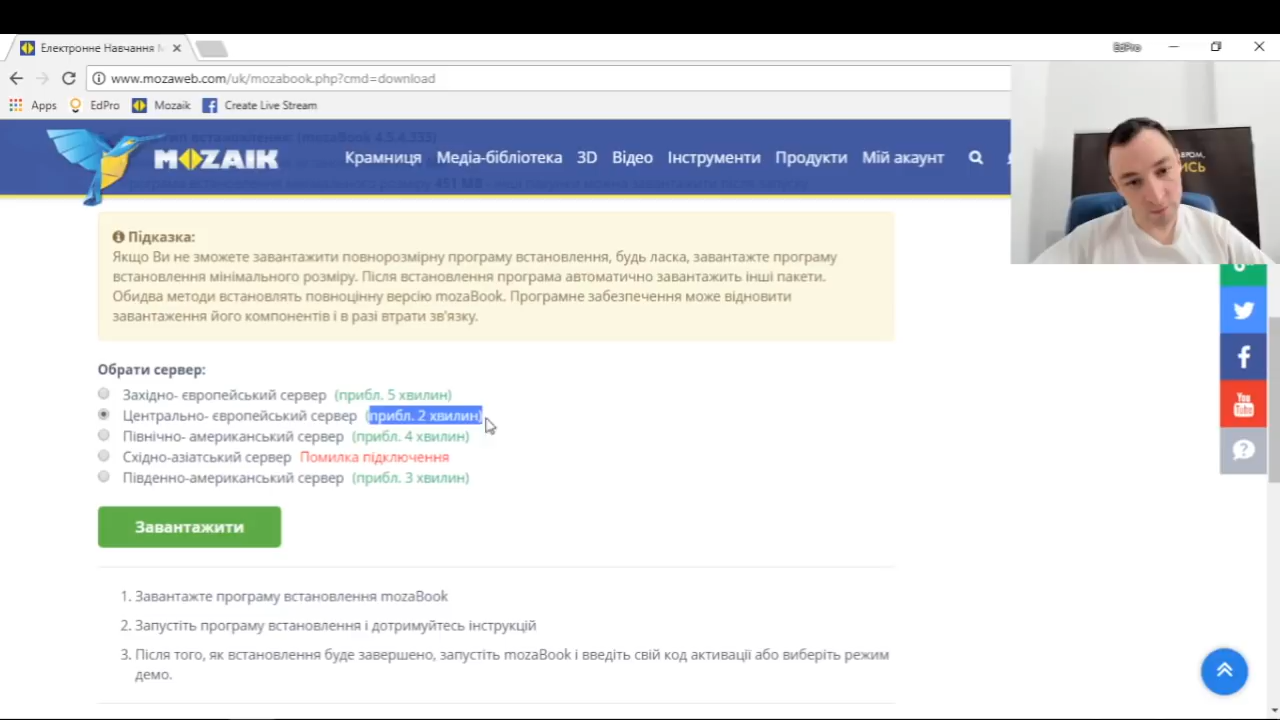 Електронне Навчання M
EdPro
www.mozaweb.com/uk/mozabook.php?cmd=download
Apps EdPro Mozaik Create Live Stream
MOZAIK Крамниця Медіа-бібліотека 3D Відео Інструменти Продукти Мій акаунт
ИСЬ
Підказка:
Якщо Ви не зможете завантажити повнорозмірну програму встановлення, будь ласка, завантажте програму
встановлення мінімального розміру. Після встановлення програма автоматично завантажить інші пакети.
Обидва методи встановлять повноцінну версію mozaBook. Програмне забезпечення може відновити
завантаження його компонентів і в разі втрати зв'язку.
Обрати сервер:
Західно- європейський сервер (прибл. 5 хвилин)
Центрально- європейський сервер (прибл. 2 хвилин)
Північно- американський сервер (прибл. 4 хвилин)
Східно-азіатський сервер Помилка підключення
Південно-американський сервер (прибл. 3 хвилин)
Завантажити
1. Завантажте програму встановлення mozaBook
2. Запустіть програму встановлення і дотримуйтесь інструкцій
3. Після того, як встановлення буде завершено, запустіть mozaBook і введіть свій код активації або виберіть режим
демо.
You
Tube